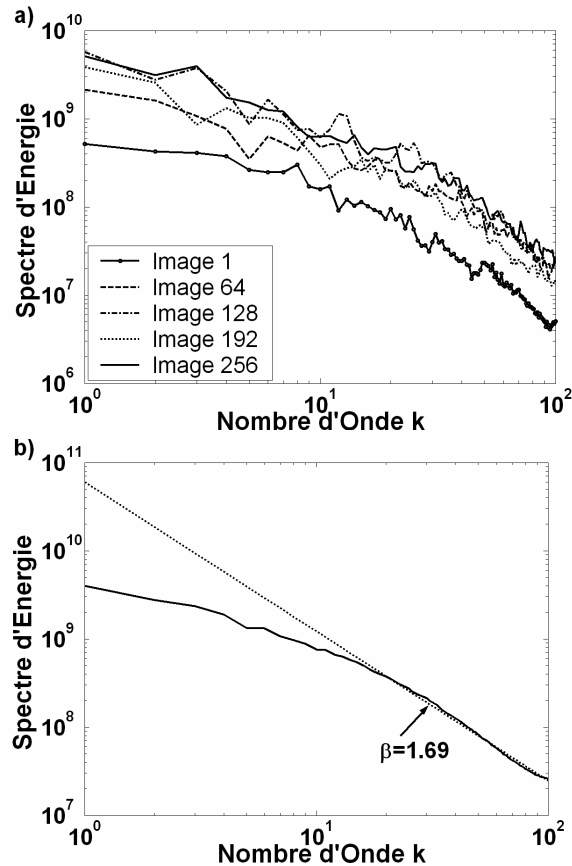 a)
10^10
10^9
10^8
10^7
10^6
Spectre d'Energie
Image 1
Image 64
Image 128
Image 192
Image 256
10^0
10^1
10^2
Nombre d'Onde k
b)
10^11
10^10
10^9
10^8
10^7
Spectre d'Energie
β=1.69
10^0
10^1
10^2
Nombre d'Onde k